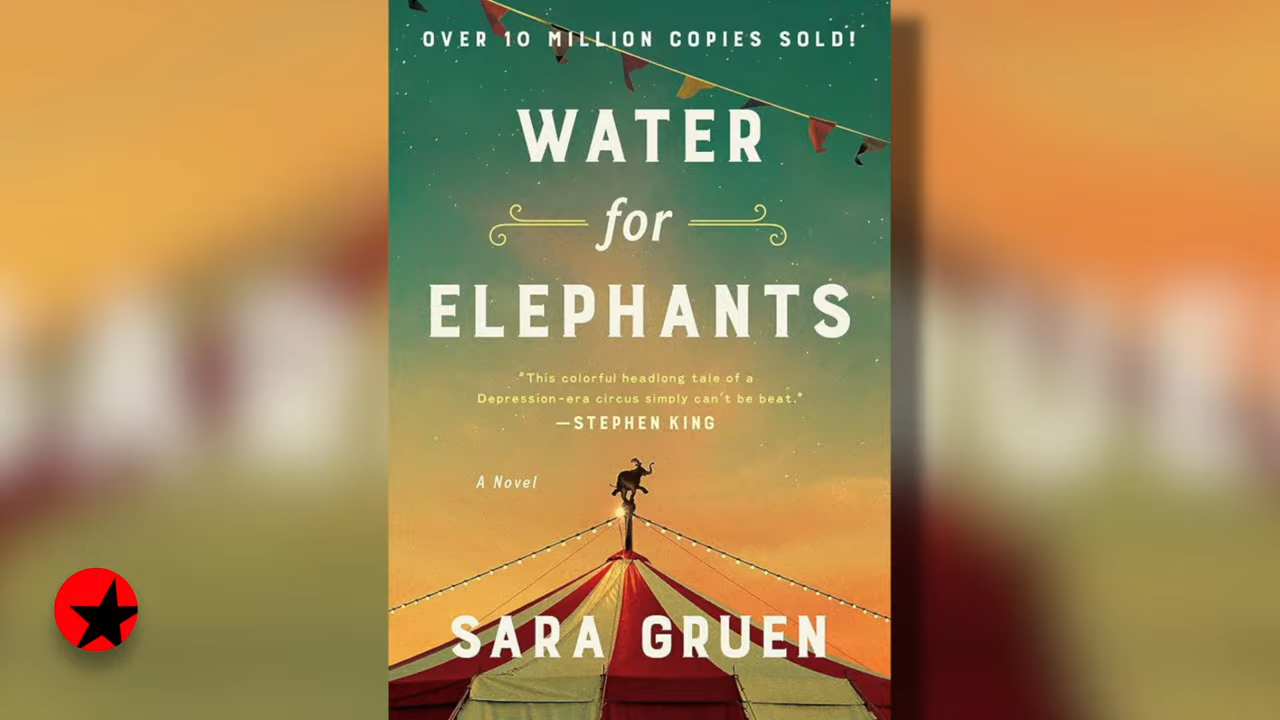 OVER 10 MILLION COPIES SOLD!
WATER
for
ELEPHANTS
"This colorful headlong tale of a
Depression-era circus simply can't be beat."
—STEPHEN KING
A Novel
SARA GRUEN